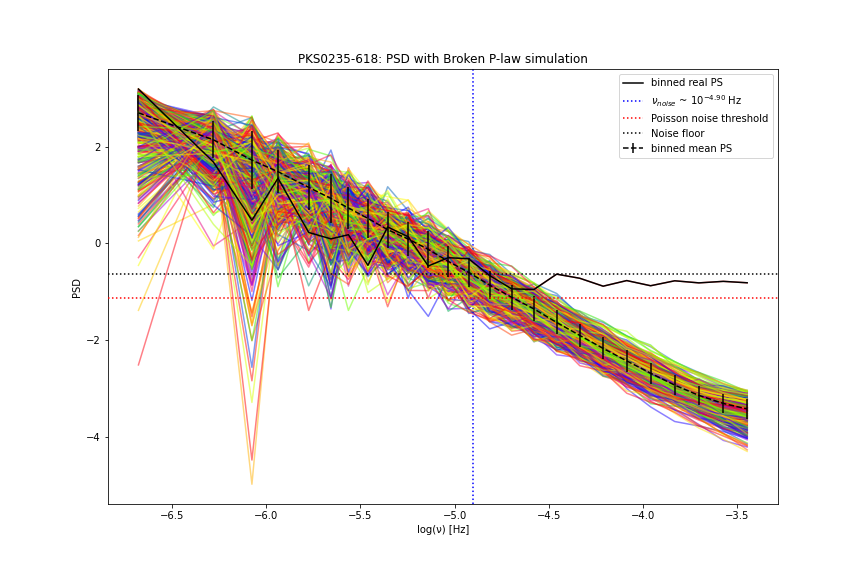 PKS0235-618: PSD with Broken P-law simulation
binned real PS
ν_noise ~ 10^−4.90 Hz
Poisson noise threshold
Noise floor
binned mean PS
PSD
2
0
−2
−4
−6.5 −6.0 −5.5 −5.0 −4.5 −4.0 −3.5
log(ν) [Hz]